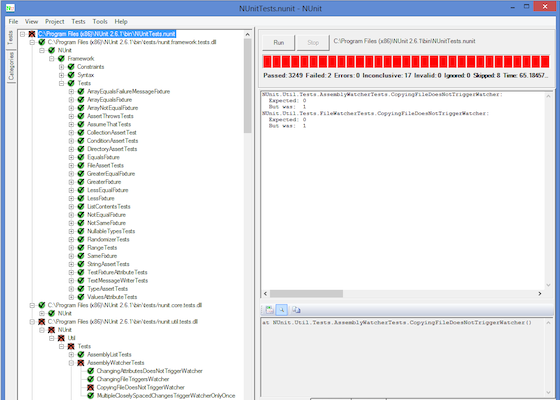 NUnitTests.nunit - NUnit
File View Project Tests Tools Help
Tests
Categories
C:\Program Files (x86)\NUnit 2.6.1\bin\NUnitTests.nunit
C:\Program Files (x86)\NUnit 2.6.1\bin\tests/nunit.framework.tests.dll
NUnit
Framework
Constraints
Syntax
Tests
ArrayEqualsFailureMessageFixture
ArrayEqualsFixture
ArrayNotEqualFixture
AssertThrowsTests
AssumeThatTests
CollectionAssertTest
ConditionAssertTests
DirectoryAssertTests
EqualsFixture
FileAssertTests
GreaterEqualFixture
GreaterFixture
LessEqualFixture
LessFixture
ListContentsTests
NotEqualFixture
NotSameFixture
NullableTypesTests
RandomizerTests
RangeTests
SameFixture
StringAssertTests
TestFixtureAttributeTests
TextMessageWriterTests
TypeAssertTests
ValuesAttributeTests
C:\Program Files (x86)\NUnit 2.6.1\bin\tests/nunit.core.tests.dll
NUnit
C:\Program Files (x86)\NUnit 2.6.1\bin\tests/nunit.util.tests.dll
NUnit
Util
Tests
AssemblyListTests
AssemblyWatcherTests
ChangingAttributesDoesNotTriggerWatcher
ChangingFileTriggersWatcher
CopyingFileDoesNotTriggerWatcher
MultipleCloselySpacedChangesTriggerWatcherOnlyOnce
Run Stop C:\Program Files (x86)\NUnit 2.6.1\bin\NUnitTests.nunit
Passed: 3249 Failed: 2 Errors: 0 Inconclusive: 17 Invalid: 0 Ignored: 0 Skipped: 8 Time: 65.18457...
NUnit.Util.Tests.AssemblyWatcherTests.CopyingFileDoesNotTriggerWatcher:
Expected: 0
But was: 1
NUnit.Util.Tests.FileWatcherTests.CopyingFileDoesNotTriggerWatcher:
Expected: 0
But was: 1
at NUnit.Util.Tests.AssemblyWatcherTests.CopyingFileDoesNotTriggerWatcher()